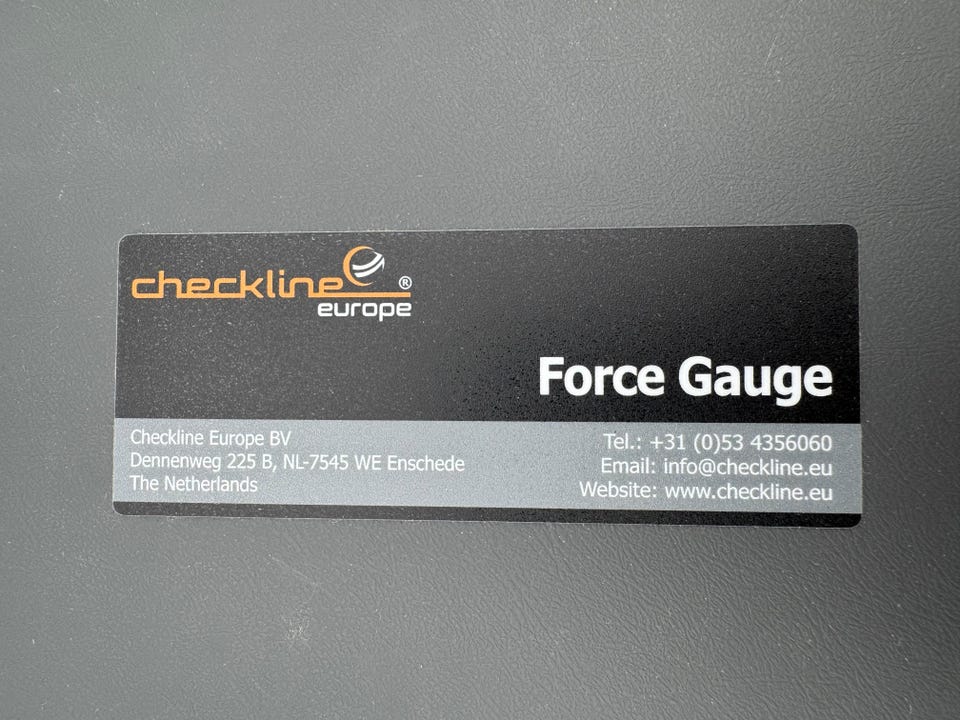 checkline®
europe
Force Gauge
Checkline Europe BV
Dennenweg 225 B, NL-7545 WE Enschede
The Netherlands
Tel.: +31 (0)53 4356060
Email: info@checkline.eu
Website: www.checkline.eu